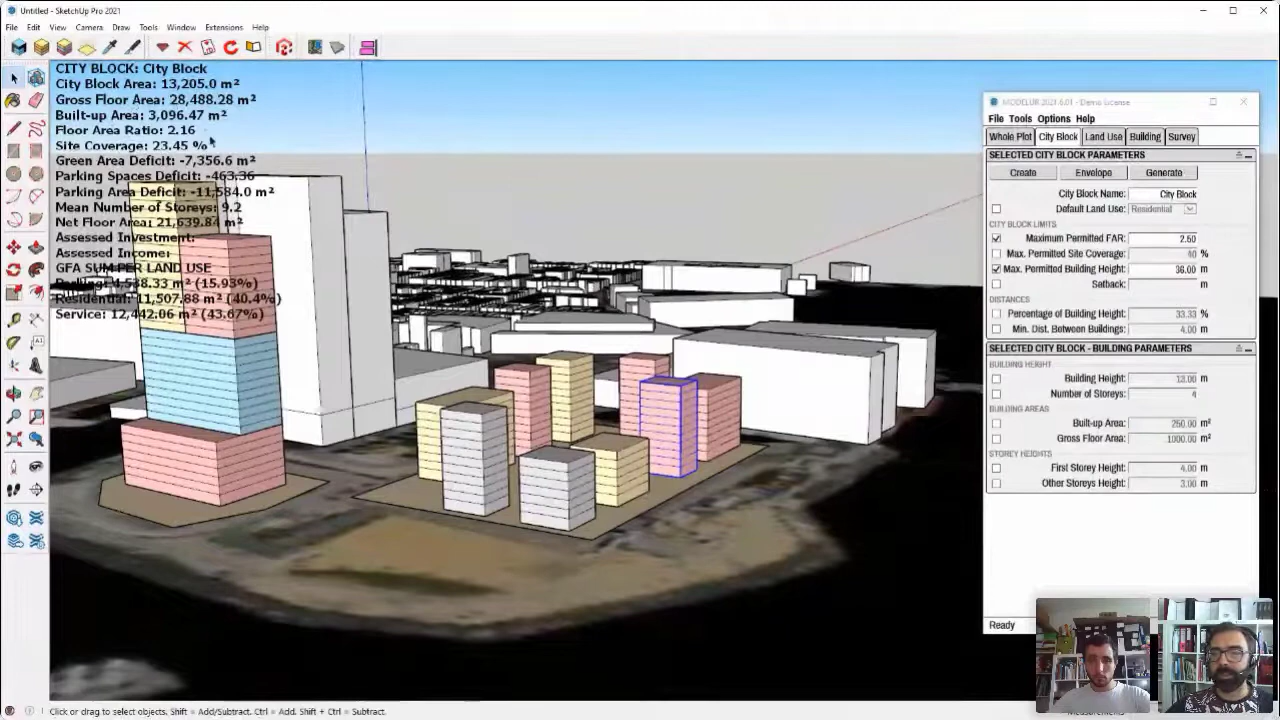 Untitled - SketchUp Pro 2021
File Edit View Camera Draw Tools Window Extensions Help
CITY BLOCK: City Block
City Block Area: 13,205.0 m²
Gross Floor Area: 28,488.28 m²
Built-up Area: 3,096.47 m²
Floor Area Ratio: 2.16
Site Coverage: 23.45 %
Green Area Deficit: -7,356.6 m²
Parking Spaces Deficit: -463.36
Parking Area Deficit: -11,584.0 m²
Mean Number of Storeys: 9.2
Net Floor Area: 21,639.84 m²
Assessed Investment:
Assessed Income:
GFA SUM PER LAND USE
Parking: 4,538.33 m² (15.93%)
Residential: 11,507.88 m² (40.4%)
Service: 12,442.06 m² (43.67%)
MODELUR 2021.6.01 - Demo License
File Tools Options Help
Whole Plot City Block Land Use Building Survey
SELECTED CITY BLOCK PARAMETERS
Create Envelope Generate
City Block Name: City Block
Default Land Use: Residential
CITY BLOCK LIMITS
Maximum Permitted FAR: 2.50
Max. Permitted Site Coverage: %
Max. Permitted Building Height: 36.00 m
Setback: m
DISTANCES
Percentage of Building Height: 33.33 %
Min. Dist. Between Buildings: 4.00 m
SELECTED CITY BLOCK - BUILDING PARAMETERS
BUILDING HEIGHT
Building Height: 13.00 m
Number of Storeys: 4
BUILDING AREAS
Built-up Area: 250.00 m²
Gross Floor Area: 1000.00 m²
STOREY HEIGHTS
First Storey Height: 4.00 m
Other Storeys Height: 3.00 m
Ready
Click or drag to select objects. Shift = Add/Subtract. Ctrl = Add. Shift + Ctrl = Subtract.